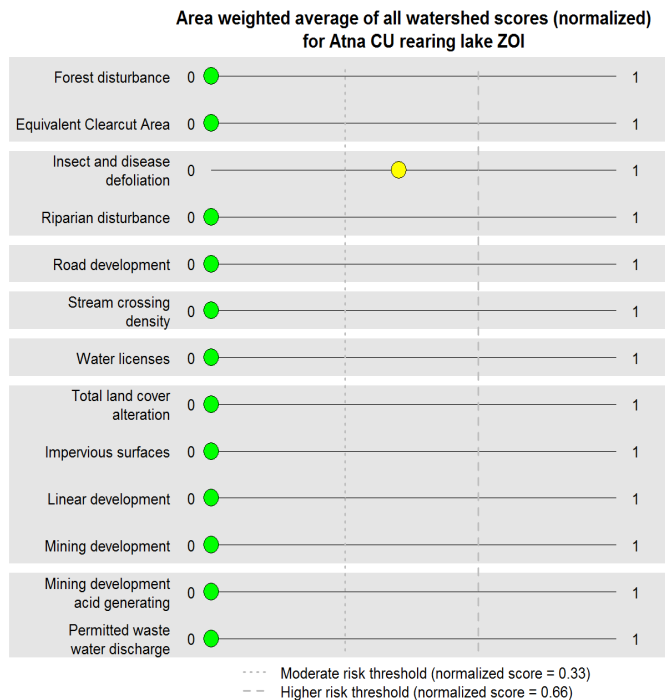 Area weighted average of all watershed scores (normalized)
for Atna CU rearing lake ZOI
Forest disturbance 0 1
Equivalent Clearcut Area 0 1
Insect and disease
defoliation 0 1
Riparian disturbance 0 1
Road development 0 1
Stream crossing
density 0 1
Water licenses 0 1
Total land cover
alteration 0 1
Impervious surfaces 0 1
Linear development 0 1
Mining development 0 1
Mining development
acid generating 0 1
Permitted waste
water discharge 0 1
Moderate risk threshold (normalized score = 0.33)
Higher risk threshold (normalized score = 0.66)